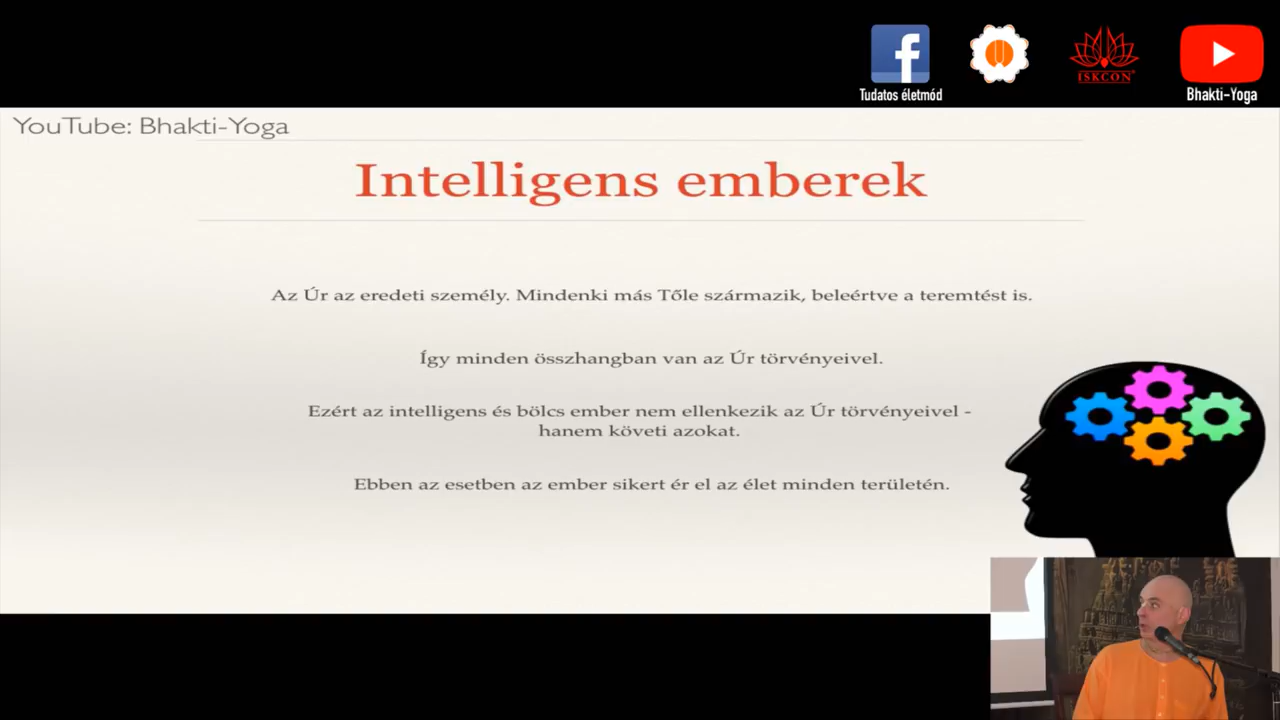 ISKCON
Tudatos életmód
Bhakti-Yoga
YouTube: Bhakti-Yoga
Intelligens emberek
Az Úr az eredeti személy. Mindenki más Tőle származik, beleértve a teremtést is.
Így minden összhangban van az Úr törvényeivel.
Ezért az intelligens és bölcs ember nem ellenkezik az Úr törvényeivel -
hanem követi azokat.
Ebben az esetben az ember sikert ér el az élet minden területén.